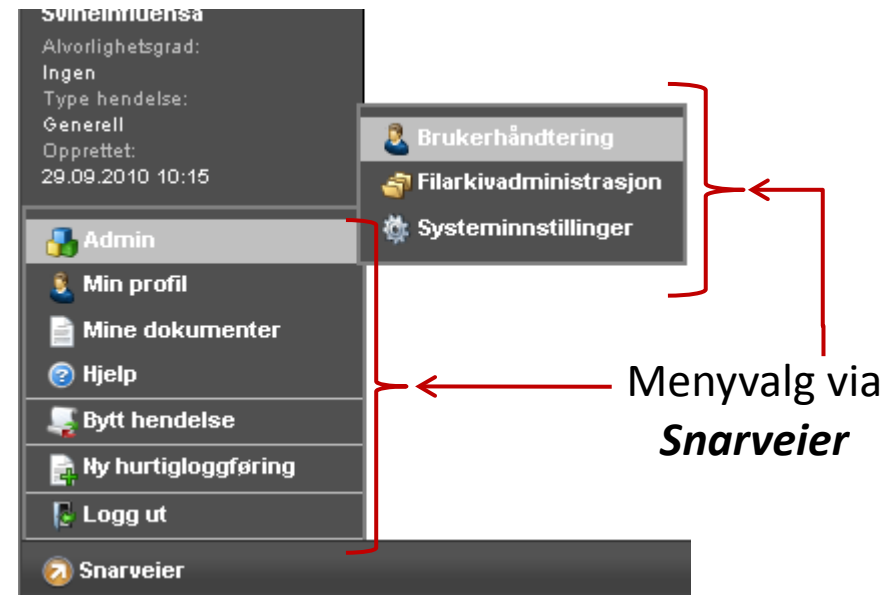 Svineinfluensa
Alvorlighetsgrad:
Ingen
Type hendelse:
Generell
Opprettet:
29.09.2010 10:15
Admin
Min profil
Mine dokumenter
Hjelp
Bytt hendelse
Ny hurtigloggføring
Logg ut
Snarveier
Brukerhåndtering
Filarkivadministrasjon
Systeminnstillinger
Menyvalg via
Snarveier